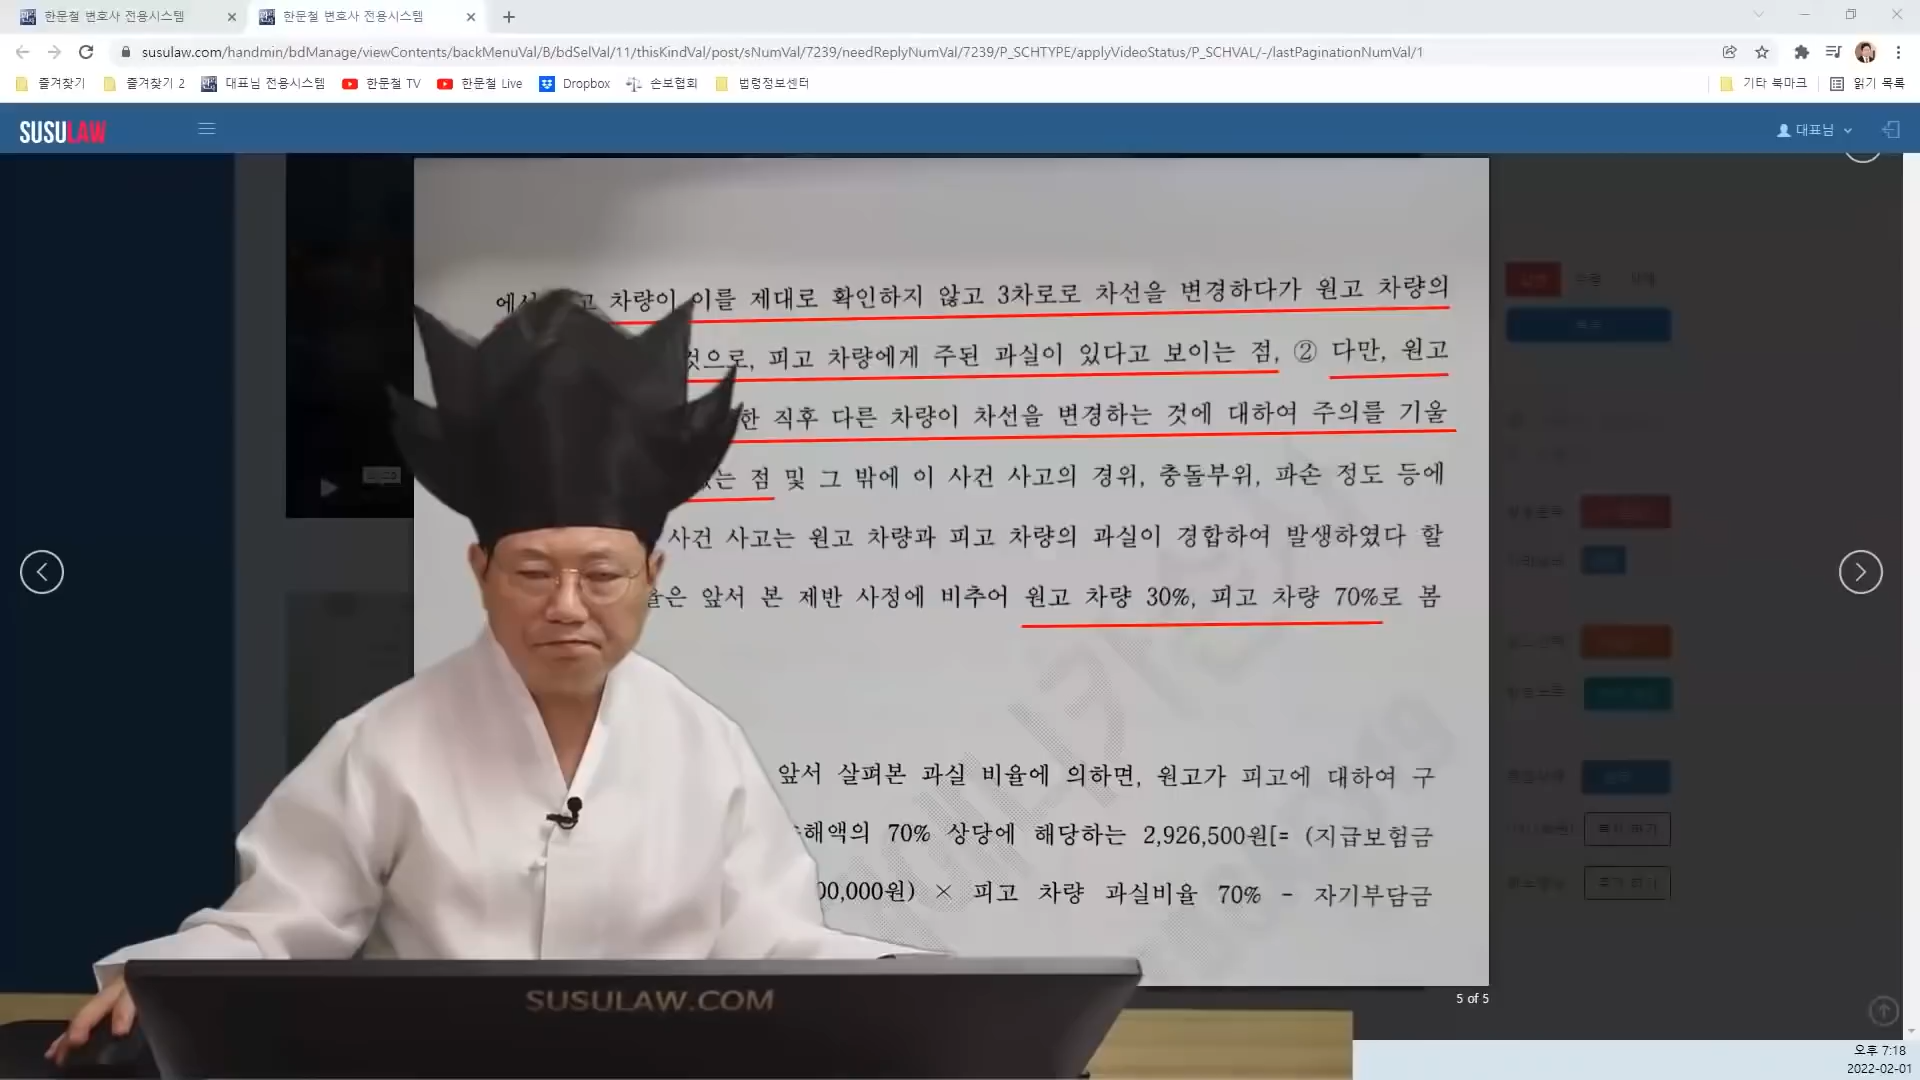 한문철 변호사 전용시스템
한문철 변호사 전용시스템
susulaw.com/handmin/bdManage/viewContents/backMenuVal/B/bdSelVal/11/thisKindVal/post/sNumVal/7239/needReplyNumVal/7239/P_SCHTYPE/applyVideoStatus/P_SCHVAL/-/lastPaginationNumVal/1
즐겨찾기 즐겨찾기 2 대표님 전용시스템 한문철 TV 한문철 Live Dropbox 손보협회 법령정보센터 기타 북마크 읽기 목록
SUSULAW 대표님
차량이 이를 제대로 확인하지 않고 3차로로 차선을 변경하다가 원고 차량의
것으로, 피고 차량에게 주된 과실이 있다고 보이는 점, ② 다만, 원고
한 직후 다른 차량이 차선을 변경하는 것에 대하여 주의를 기울
는 점 및 그 밖에 이 사건 사고의 경위, 충돌부위, 파손 정도 등에
사건 사고는 원고 차량과 피고 차량의 과실이 경합하여 발생하였다 할
은 앞서 본 제반 사정에 비추어 원고 차량 30%, 피고 차량 70%로 봄
앞서 살펴본 과실 비율에 의하면, 원고가 피고에 대하여 구
해액의 70% 상당에 해당하는 2,926,500원[= (지급보험금
00,000원) × 피고 차량 과실비율 70% - 자기부담금
SUSULAW.COM
5 of 5
오후 7:18
2022-02-01